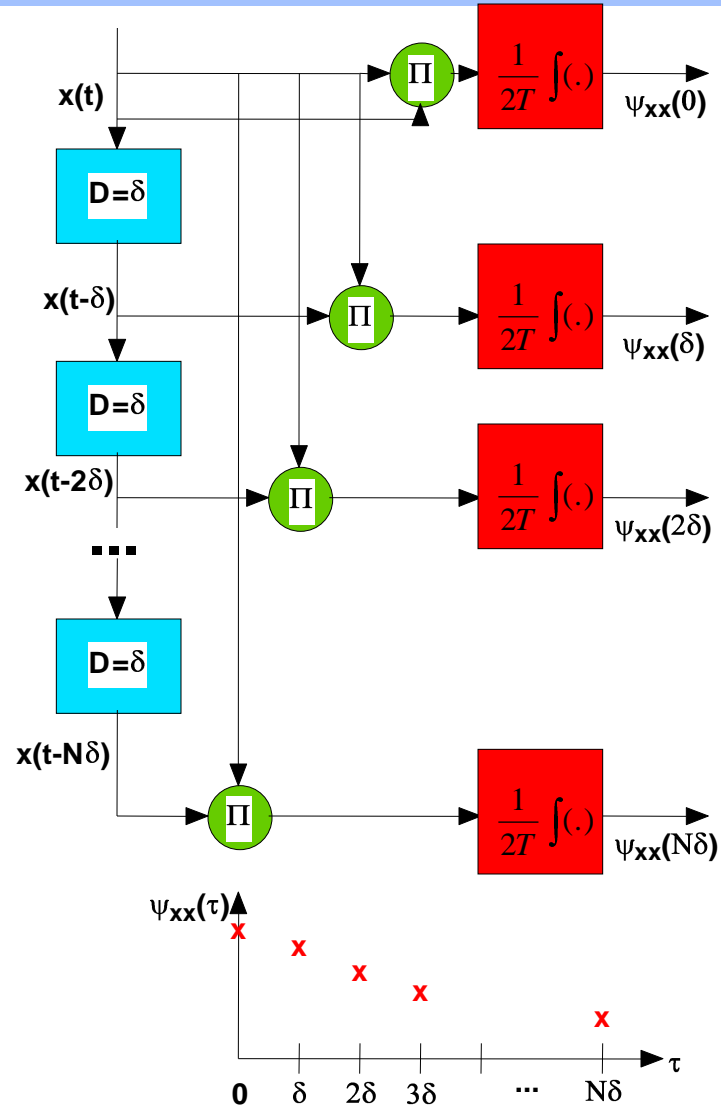 x(t)
Π
1/2T ∫(.)
ψxx(0)
D=δ
x(t-δ)
Π
1/2T ∫(.)
ψxx(δ)
D=δ
x(t-2δ)
Π
1/2T ∫(.)
ψxx(2δ)
...
D=δ
x(t-Nδ)
Π
1/2T ∫(.)
ψxx(Nδ)
ψxx(τ)
x x x x x
τ
0 δ 2δ 3δ ... Nδ